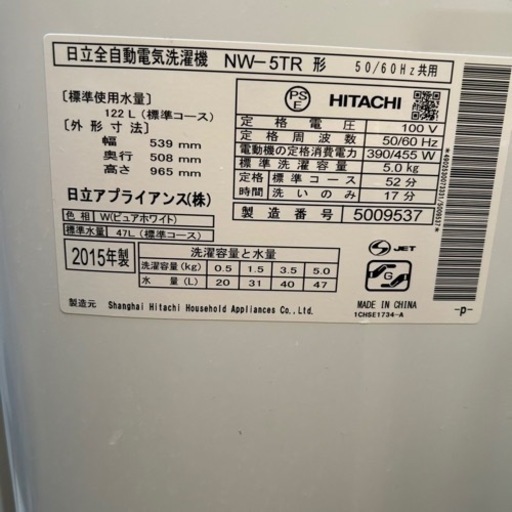 日立全自動電気洗濯機 NW-5TR 形 50/60Hz共用
〔標準使用水量〕
122L(標準コース)
〔外形寸法〕
幅 539 mm
奥行 508 mm
高さ 965 mm
日立アプライアンス(株)
色相 W(ピュアホワイト)
標準水量 47L(標準コース)
PSE HITACHI
定格電圧 100 V
定格周波数 50/60 Hz
電動機の定格消費電力 390/455 W
標準洗濯容量 5.0 kg
定格 標準コース 52 分
時間 洗いのみ 17 分
製造番号 5009537
2015年製
洗濯容量と水量
洗濯容量(kg) 0.5 1.5 3.5 5.0
水量(L) 20 31 40 47
S JET
G
MADE IN CHINA
1CHSE1734-A
-p-
製造元 Shanghai Hitachi Household Appliances Co.,Ltd.